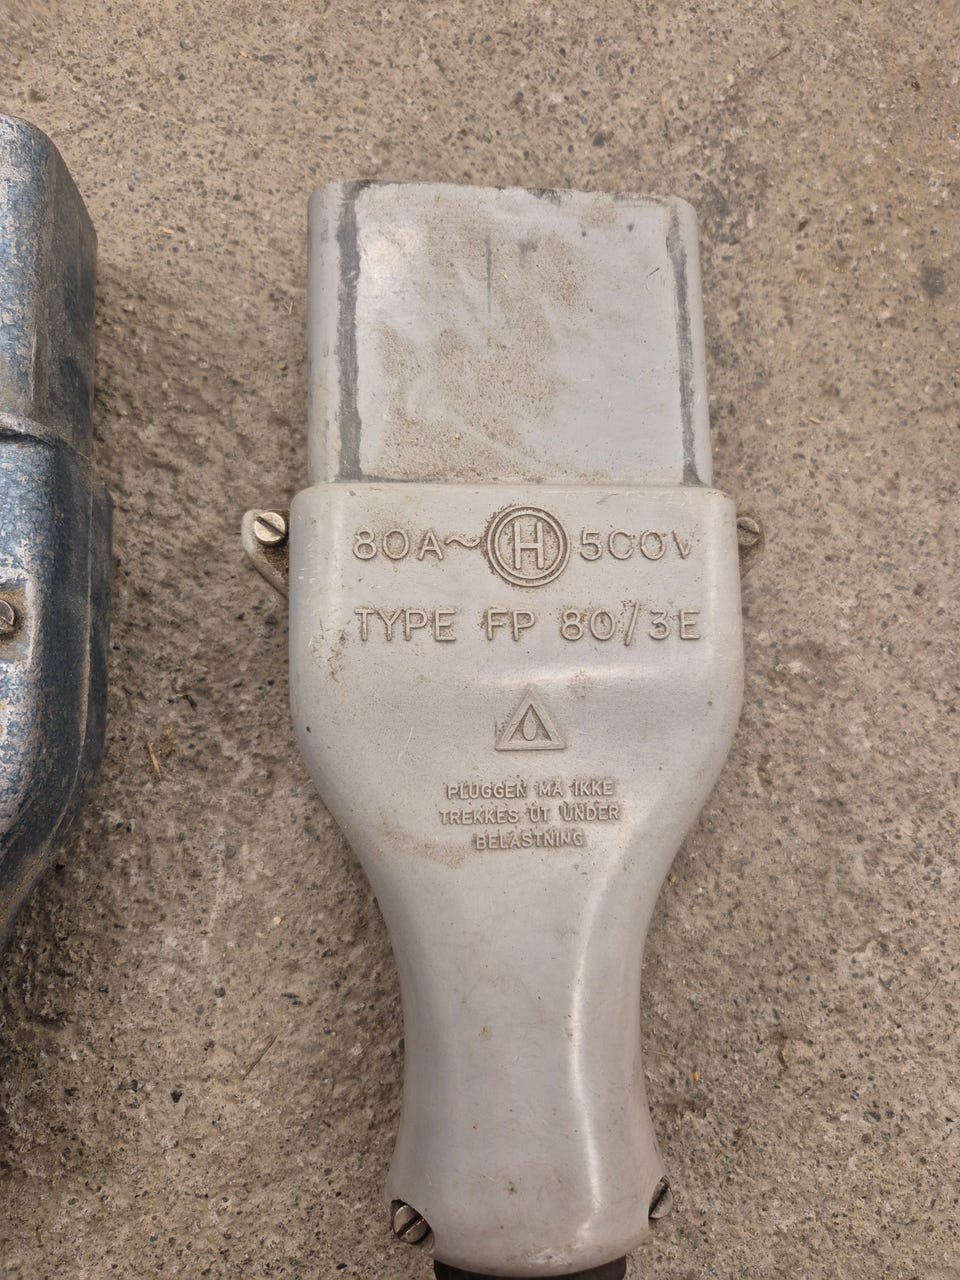 80A~ H 500V
TYPE FP 80/3E
PLUGGEN MÅ IKKE
TREKKES UT UNDER
BELASTNING